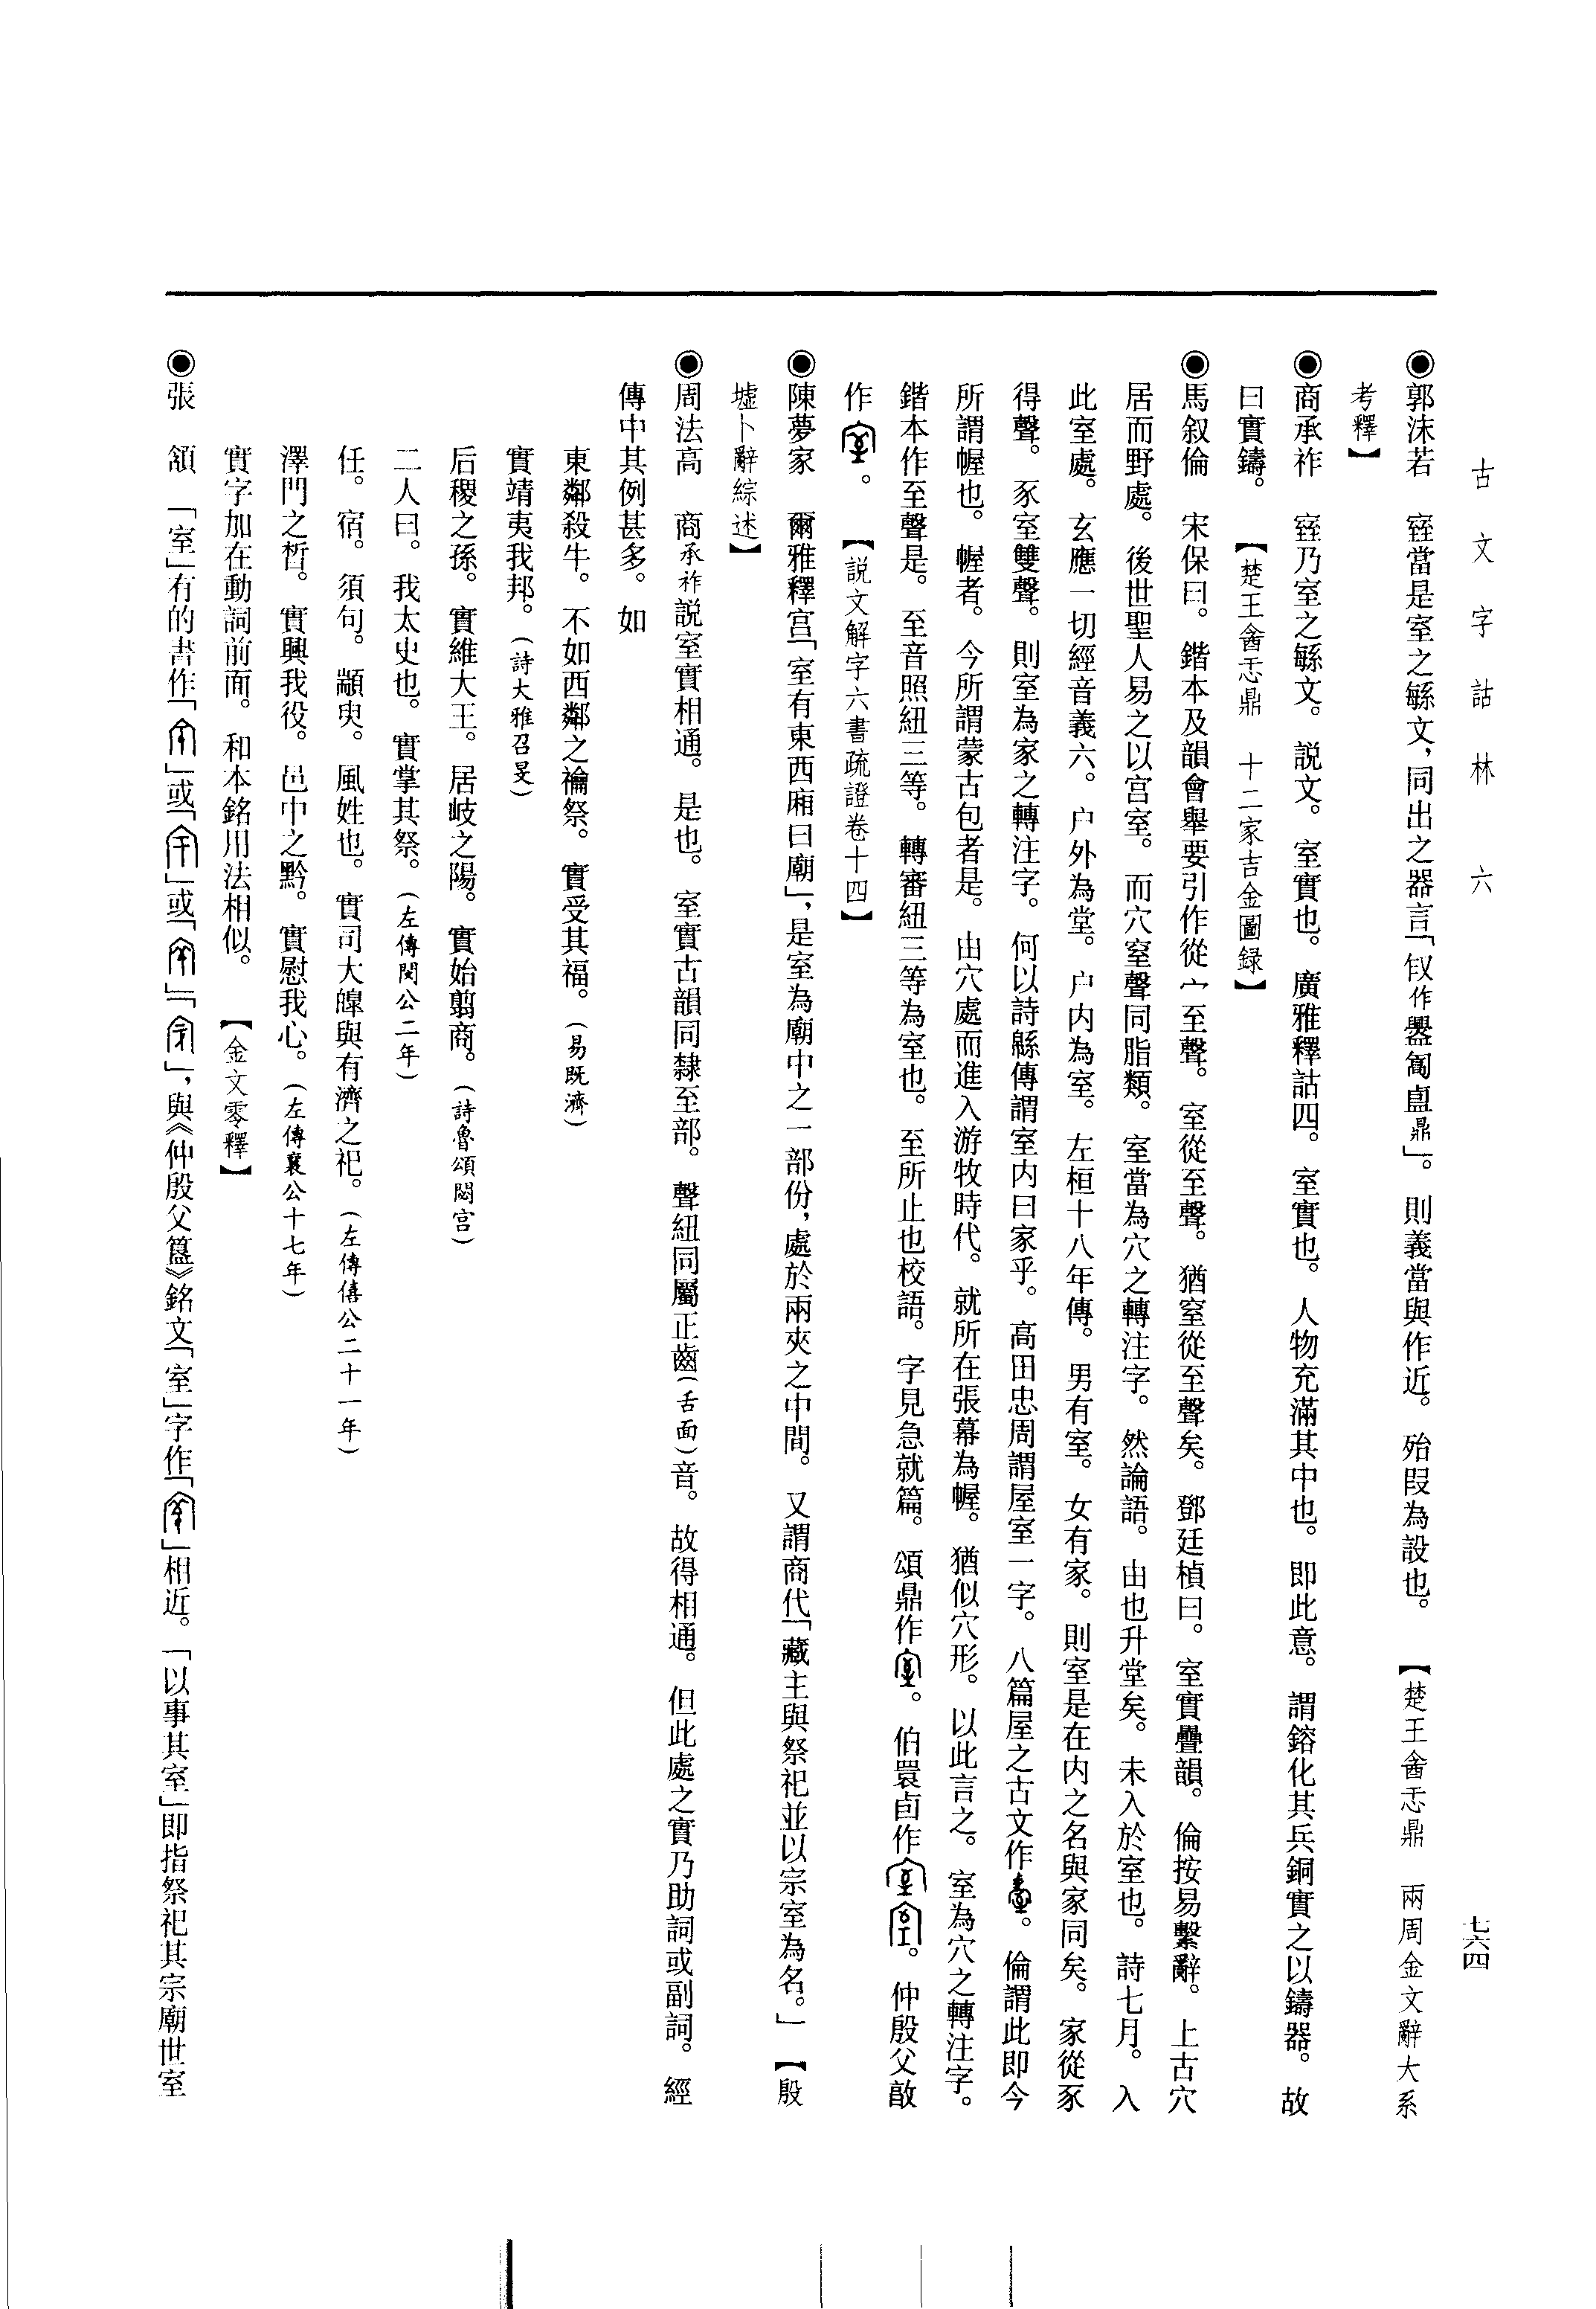 古文字詁林 六
七六四
◉郭沫若 窒當是室之緐文，同出之器言「但作盥鼎」。則義當與作近。殆叚為設也。 【楚王酓忎鼎 兩周金文辭大系
考釋】
◉商承祚 窒乃室之緐文。説文。室實也。廣雅釋詁四。室實也。人物充滿其中也。即此意。謂鎔化其兵銅實之以鑄器。故
曰實鑄。 【楚王酓忎鼎 十二家吉金圖録】
◉馬叙倫 宋保曰。鍇本及韻會舉要引作從宀至聲。室從至聲。猶窒從至聲矣。鄧廷楨曰。室實疊韻。倫按易繫辭。上古穴
居而野處。後世聖人易之以宮室。而穴窒聲同脂類。室當為穴之轉注字。然論語。由也升堂矣。未入於室也。詩七月。入
此室處。玄應一切經音義六。户外為堂。户内為室。左桓十八年傳。男有室。女有家。則室是在内之名與家同矣。家從豕
得聲。豕室雙聲。則室為家之轉注字。何以詩緜傳謂室内曰家乎。高田忠周謂屋室一字。八篇屋之古文作。倫謂此即今
所謂幄也。幄者。今所謂蒙古包者是。由穴處而進入游牧時代。就所在張幕為幄。猶似穴形。以此言之。室為穴之轉注字。
鍇本作至聲是。至音照紐三等。轉審紐三等為室也。至所止也校語。字見急就篇。頌鼎作。伯睘卣作。仲殷父敢
作。 【説文解字六書疏證卷十四】
◉陳夢家 爾雅釋宮「室有東西廂曰廟」，是室為廟中之一部份，處於兩夾之中間。又謂商代「藏主與祭祀並以宗室為名。」 【殷
墟卜辭綜述】
◉周法高 商承祚説室實相通。是也。室實古韻同隸至部。聲紐同屬正齒（舌面）音。故得相通。但此處之實乃助詞或副詞。經
傳中其例甚多。如
東鄰殺牛。不如西鄰之禴祭。實受其福。（易既濟）
實靖夷我邦。（詩大雅召旻）
后稷之孫。實維大王。居岐之陽。實始翦商。（詩魯頌閟宮）
二人曰。我太史也。實掌其祭。（左傳閔公二年）
任。宿。須句。顓臾。風姓也。實司大皞與有濟之祀。（左傳僖公二十一年）
澤門之晳。實興我役。邑中之黔。實慰我心。（左傳襄公十七年）
實字加在動詞前面。和本銘用法相似。 【金文零釋】
◉張 頷 「室」有的書作「」或「」或「」「」，與《仲殷父簋》銘文「室」字作「」相近。「以事其室」即指祭祀其宗廟世室